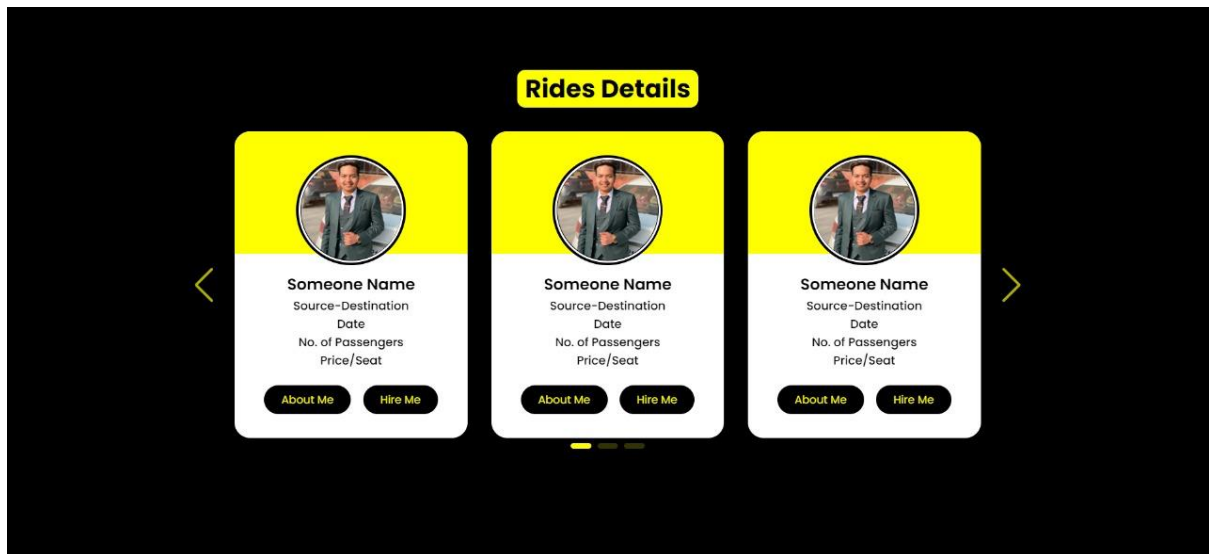 Rides Details
Someone Name
Source-Destination
Date
No. of Passengers
Price/Seat
About Me
Hire Me
Someone Name
Source-Destination
Date
No. of Passengers
Price/Seat
About Me
Hire Me
Someone Name
Source-Destination
Date
No. of Passengers
Price/Seat
About Me
Hire Me